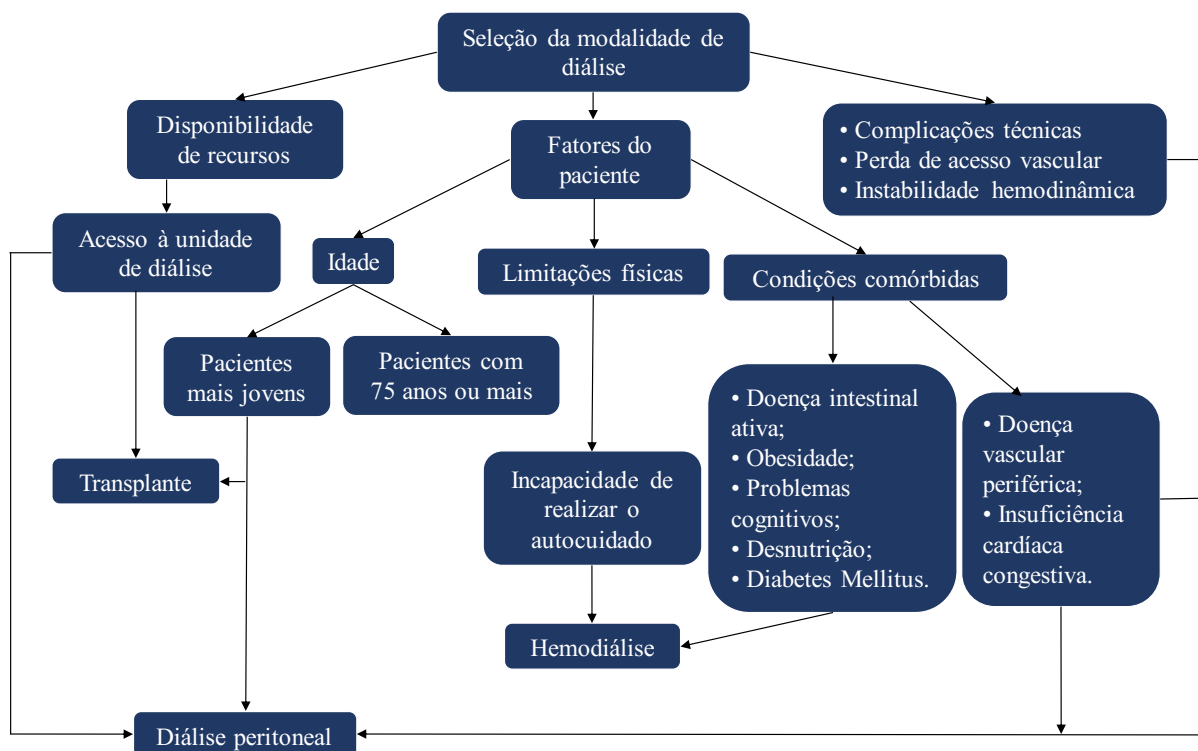 Seleção da modalidade de
diálise
Disponibilidade
de recursos
Fatores do
paciente
• Complicações técnicas
• Perda de acesso vascular
• Instabilidade hemodinâmica
Acesso à unidade
de diálise
Idade
Limitações físicas
Condições comórbidas
Pacientes
mais jovens
Pacientes com
75 anos ou mais
• Doença intestinal
ativa;
• Obesidade;
• Problemas
cognitivos;
• Desnutrição;
• Diabetes Mellitus.
• Doença
vascular
periférica;
• Insuficiência
cardíaca
congestiva.
Transplante
Incapacidade de
realizar o
autocuidado
Hemodiálise
Diálise peritoneal